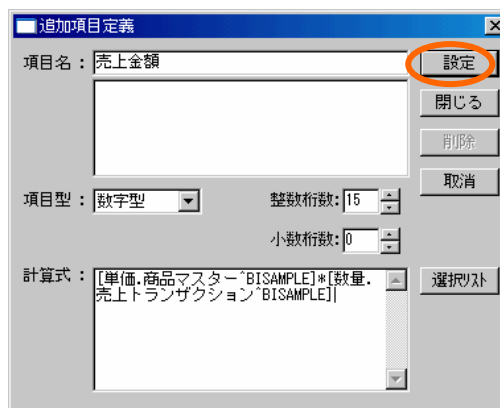 追加項目定義
項目名： 売上金額 設定
閉じる
削除
取消
項目型： 数字型 整数桁数： 15
小数桁数： 0
計算式： [単価.商品マスター^BISAMPLE]*[数量. 選択リスト
売上トランザクション^BISAMPLE]